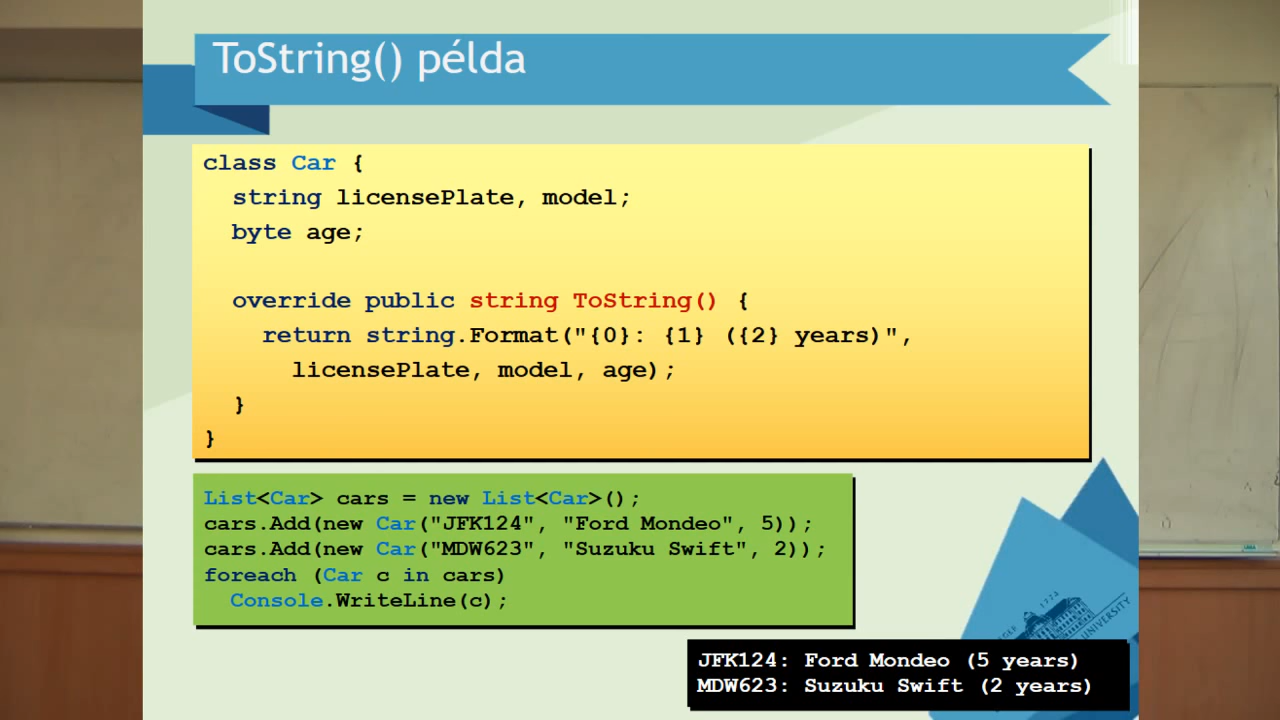 ToString() példa
class Car {
string licensePlate, model;
byte age;
override public string ToString() {
return string.Format("{0}: {1} ({2} years)",
licensePlate, model, age);
}
}
List<Car> cars = new List<Car>();
cars.Add(new Car("JFK124", "Ford Mondeo", 5));
cars.Add(new Car("MDW623", "Suzuku Swift", 2));
foreach (Car c in cars)
Console.WriteLine(c);
1774
UNIVERSITY
JFK124: Ford Mondeo (5 years)
MDW623: Suzuku Swift (2 years)